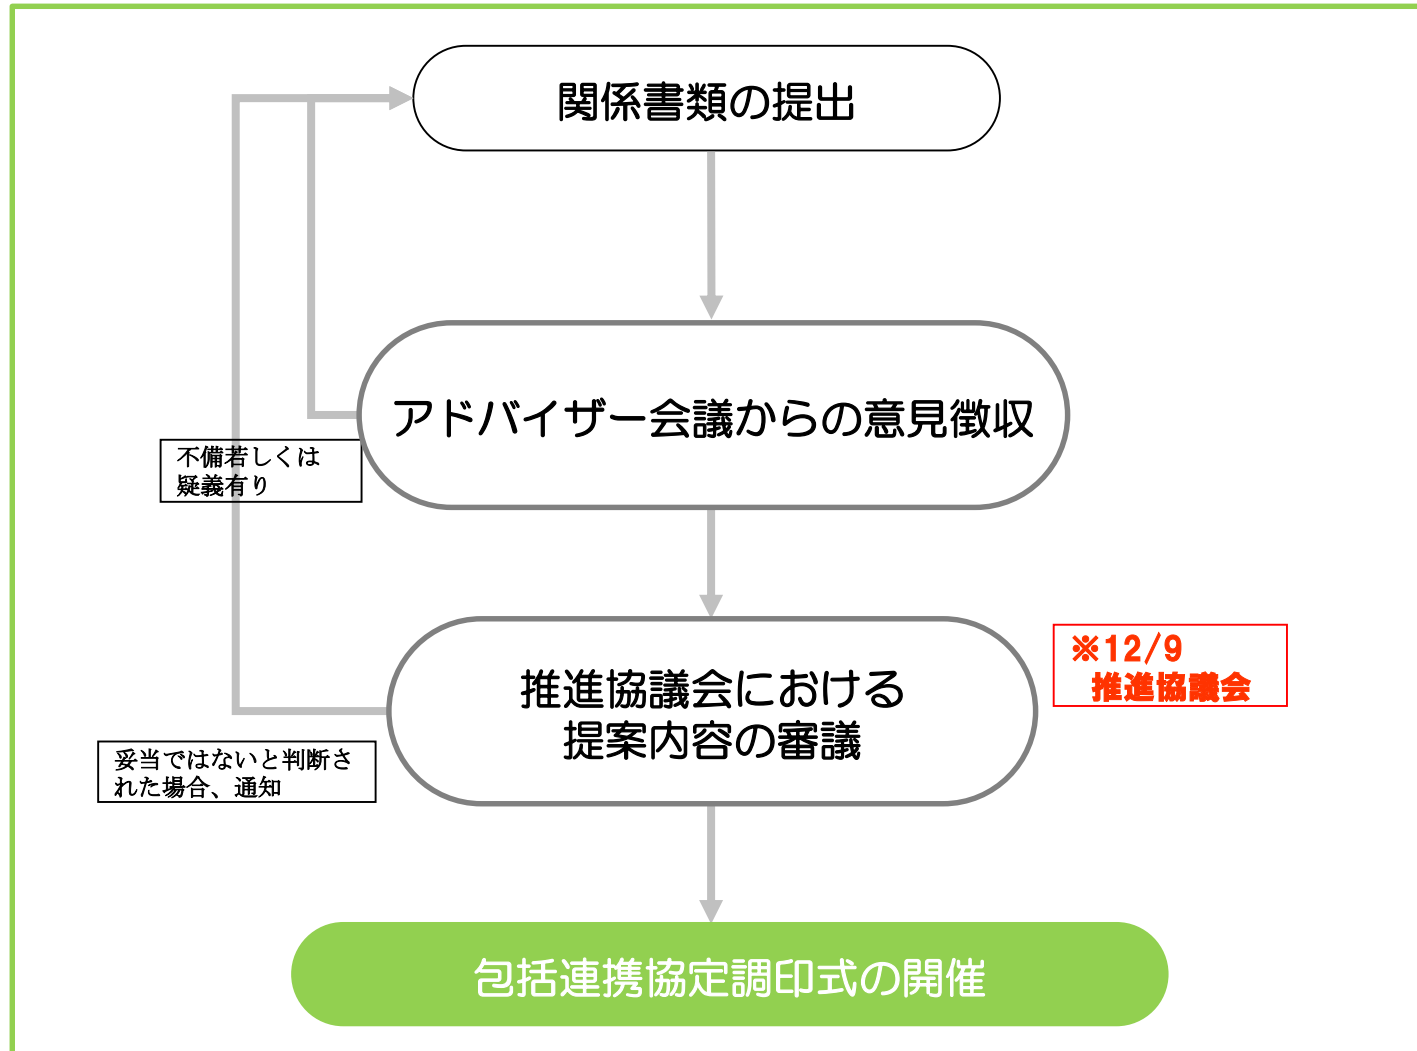 関係書類の提出
アドバイザー会議からの意見徴収
不備若しくは
疑義有り
推進協議会における
提案内容の審議
※12/9
推進協議会
妥当ではないと判断さ
れた場合、通知
包括連携協定調印式の開催